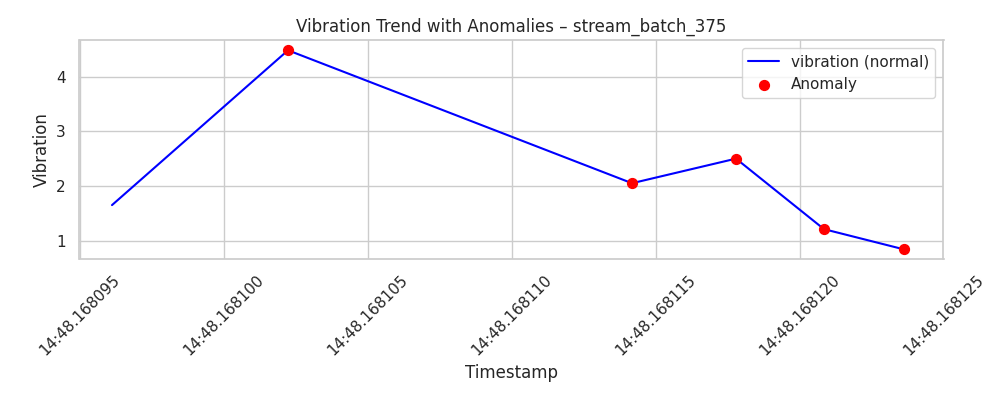 Vibration Trend with Anomalies – stream_batch_375
vibration (normal)
Anomaly
Vibration
4
3
2
1
14:48.168095
14:48.168100
14:48.168105
14:48.168110
14:48.168115
14:48.168120
14:48.168125
Timestamp